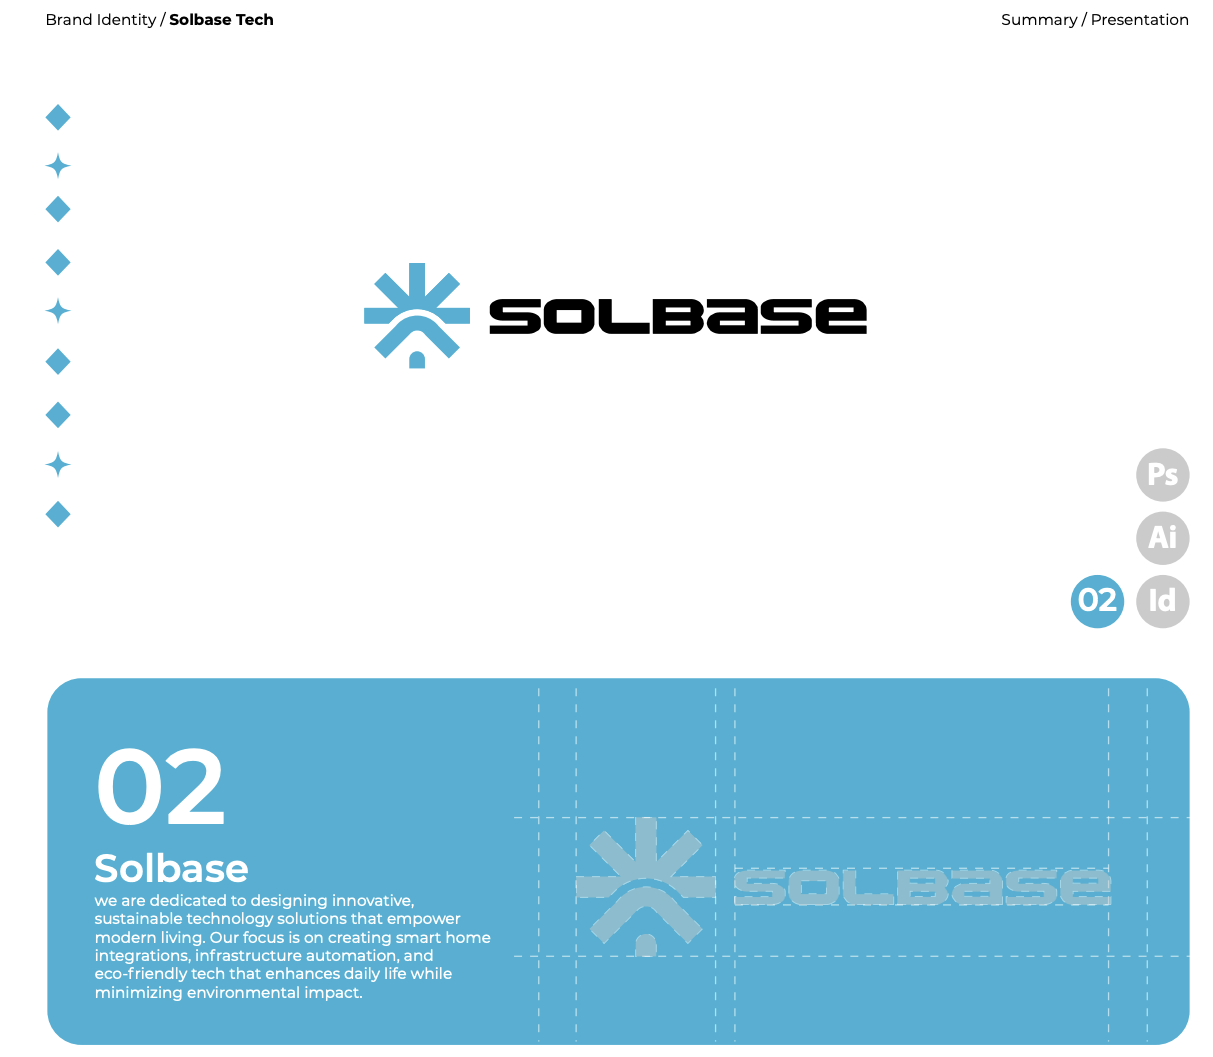 Brand Identity / Solbase Tech
Summary / Presentation
SOLBaSe
Ps
Ai
02
Id
02
Solbase
we are dedicated to designing innovative,
sustainable technology solutions that empower
modern living. Our focus is on creating smart home
integrations, infrastructure automation, and
eco-friendly tech that enhances daily life while
minimizing environmental impact.
SOLBaSe